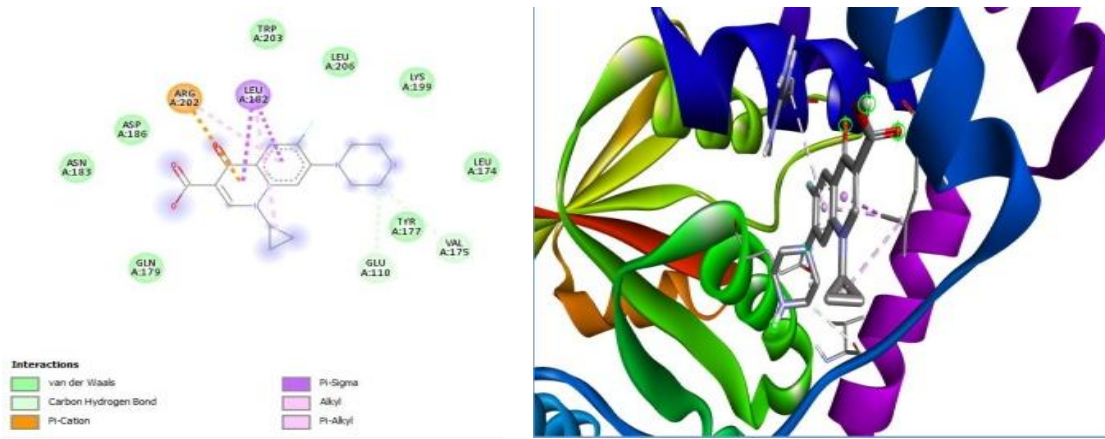 TRP
A:203
LEU
A:206
LYS
A:199
ARG
A:202
LEU
A:182
ASP
A:186
ASN
A:183
LEU
A:174
TYR
A:177
VAL
A:175
GLN
A:179
GLU
A:110
Interactions
van der Waals
Carbon Hydrogen Bond
Pi-Cation
Pi-Sigma
Alkyl
Pi-Alkyl